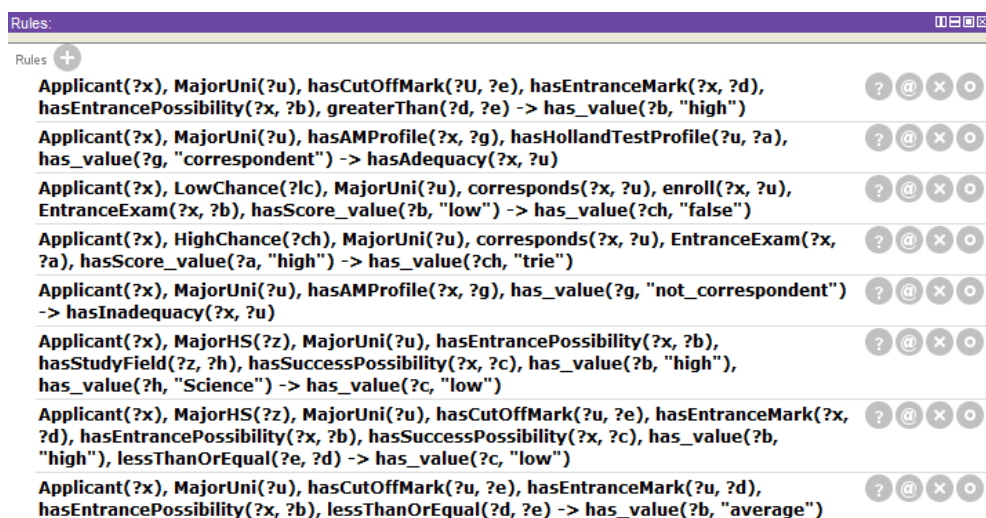 Rules:
Rules
Applicant(?x), MajorUni(?u), hasCutOffMark(?U, ?e), hasEntranceMark(?x, ?d),
hasEntrancePossibility(?x, ?b), greaterThan(?d, ?e) -> has_value(?b, "high")
Applicant(?x), MajorUni(?u), hasAMProfile(?x, ?g), hasHollandTestProfile(?u, ?a),
has_value(?g, "correspondent") -> hasAdequacy(?x, ?u)
Applicant(?x), LowChance(?lc), MajorUni(?u), corresponds(?x, ?u), enroll(?x, ?u),
EntranceExam(?x, ?b), hasScore_value(?b, "low") -> has_value(?ch, "false")
Applicant(?x), HighChance(?ch), MajorUni(?u), corresponds(?x, ?u), EntranceExam(?x,
?a), hasScore_value(?a, "high") -> has_value(?ch, "trie")
Applicant(?x), MajorUni(?u), hasAMProfile(?x, ?g), has_value(?g, "not_correspondent")
-> hasInadequacy(?x, ?u)
Applicant(?x), MajorHS(?z), MajorUni(?u), hasEntrancePossibility(?x, ?b),
hasStudyField(?z, ?h), hasSuccessPossibility(?x, ?c), has_value(?b, "high"),
has_value(?h, "Science") -> has_value(?c, "low")
Applicant(?x), MajorHS(?z), MajorUni(?u), hasCutOffMark(?u, ?e), hasEntranceMark(?x,
?d), hasEntrancePossibility(?x, ?b), hasSuccessPossibility(?x, ?c), has_value(?b,
"high"), lessThanOrEqual(?e, ?d) -> has_value(?c, "low")
Applicant(?x), MajorUni(?u), hasCutOffMark(?u, ?e), hasEntranceMark(?u, ?d),
hasEntrancePossibility(?x, ?b), lessThanOrEqual(?d, ?e) -> has_value(?b, "average")